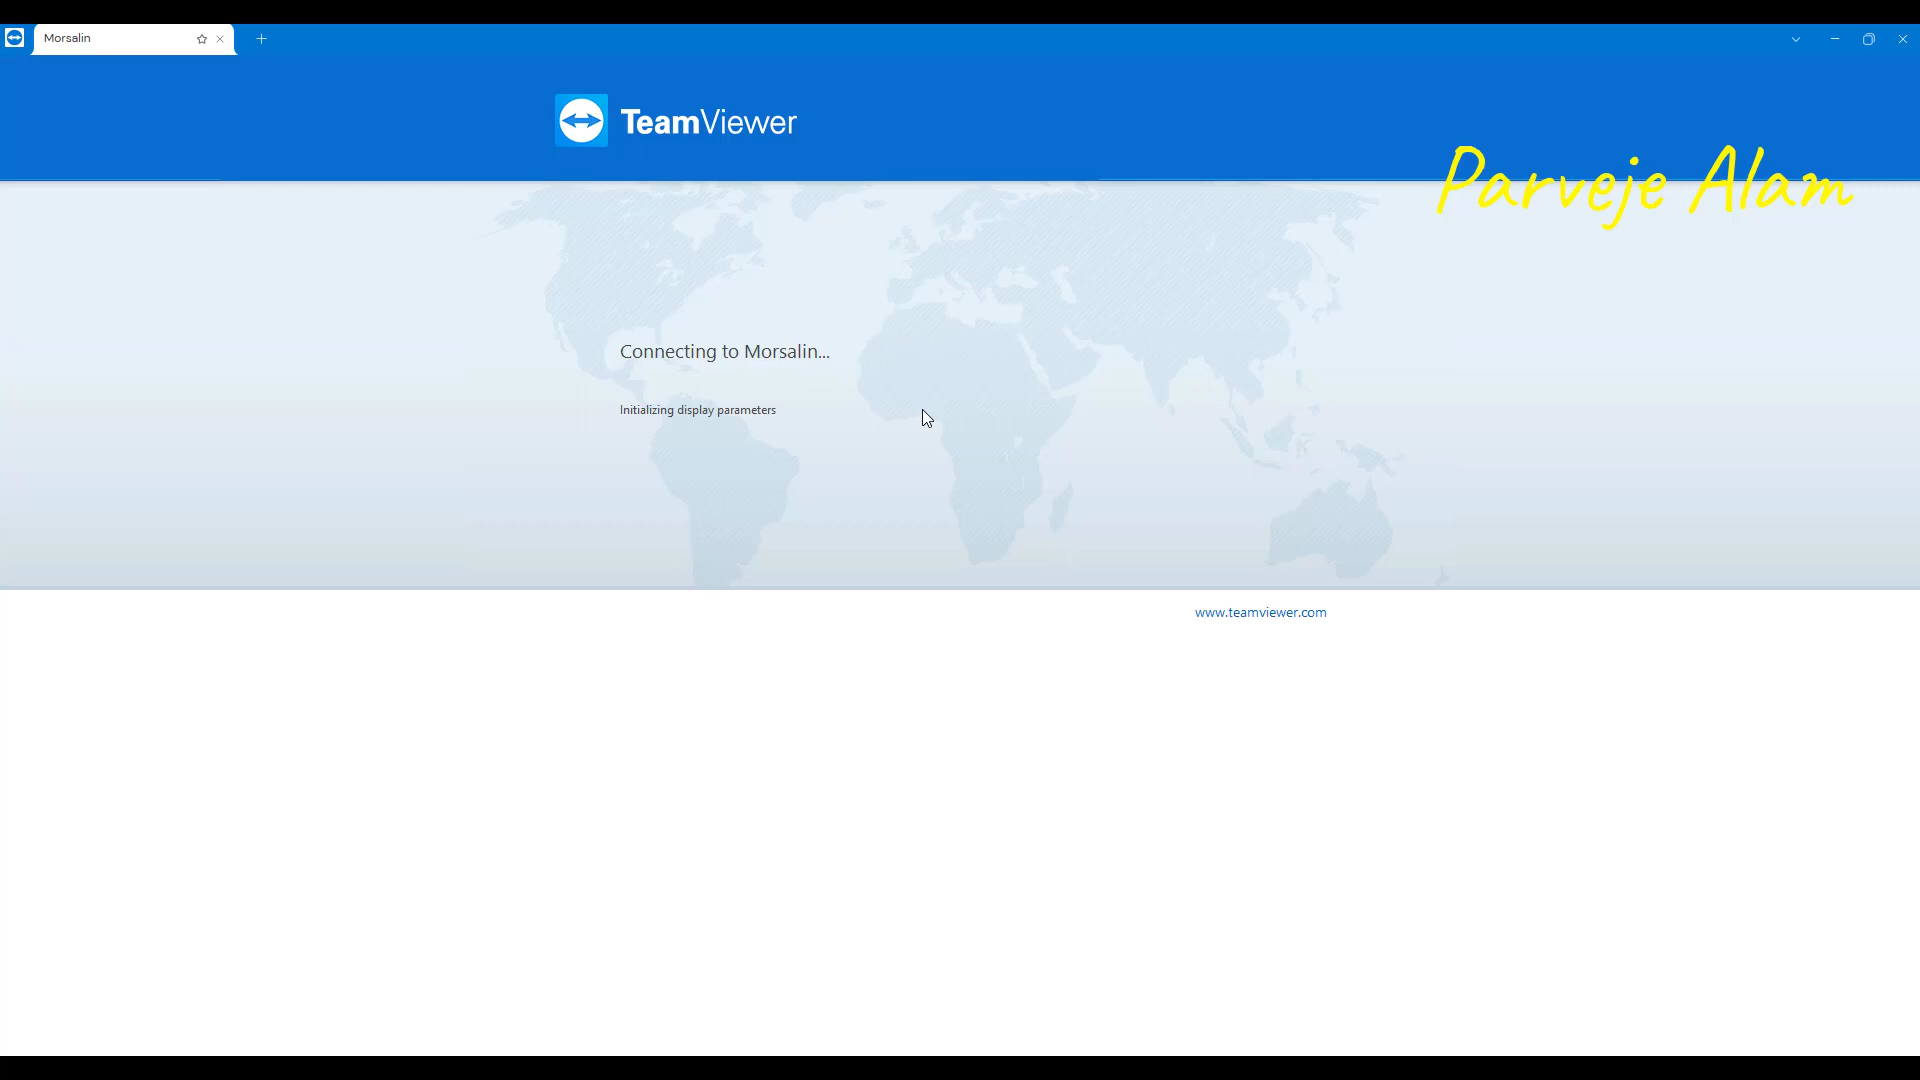 Morsalin
TeamViewer
Parveje Alam
Connecting to Morsalin...
Initializing display parameters
www.teamviewer.com